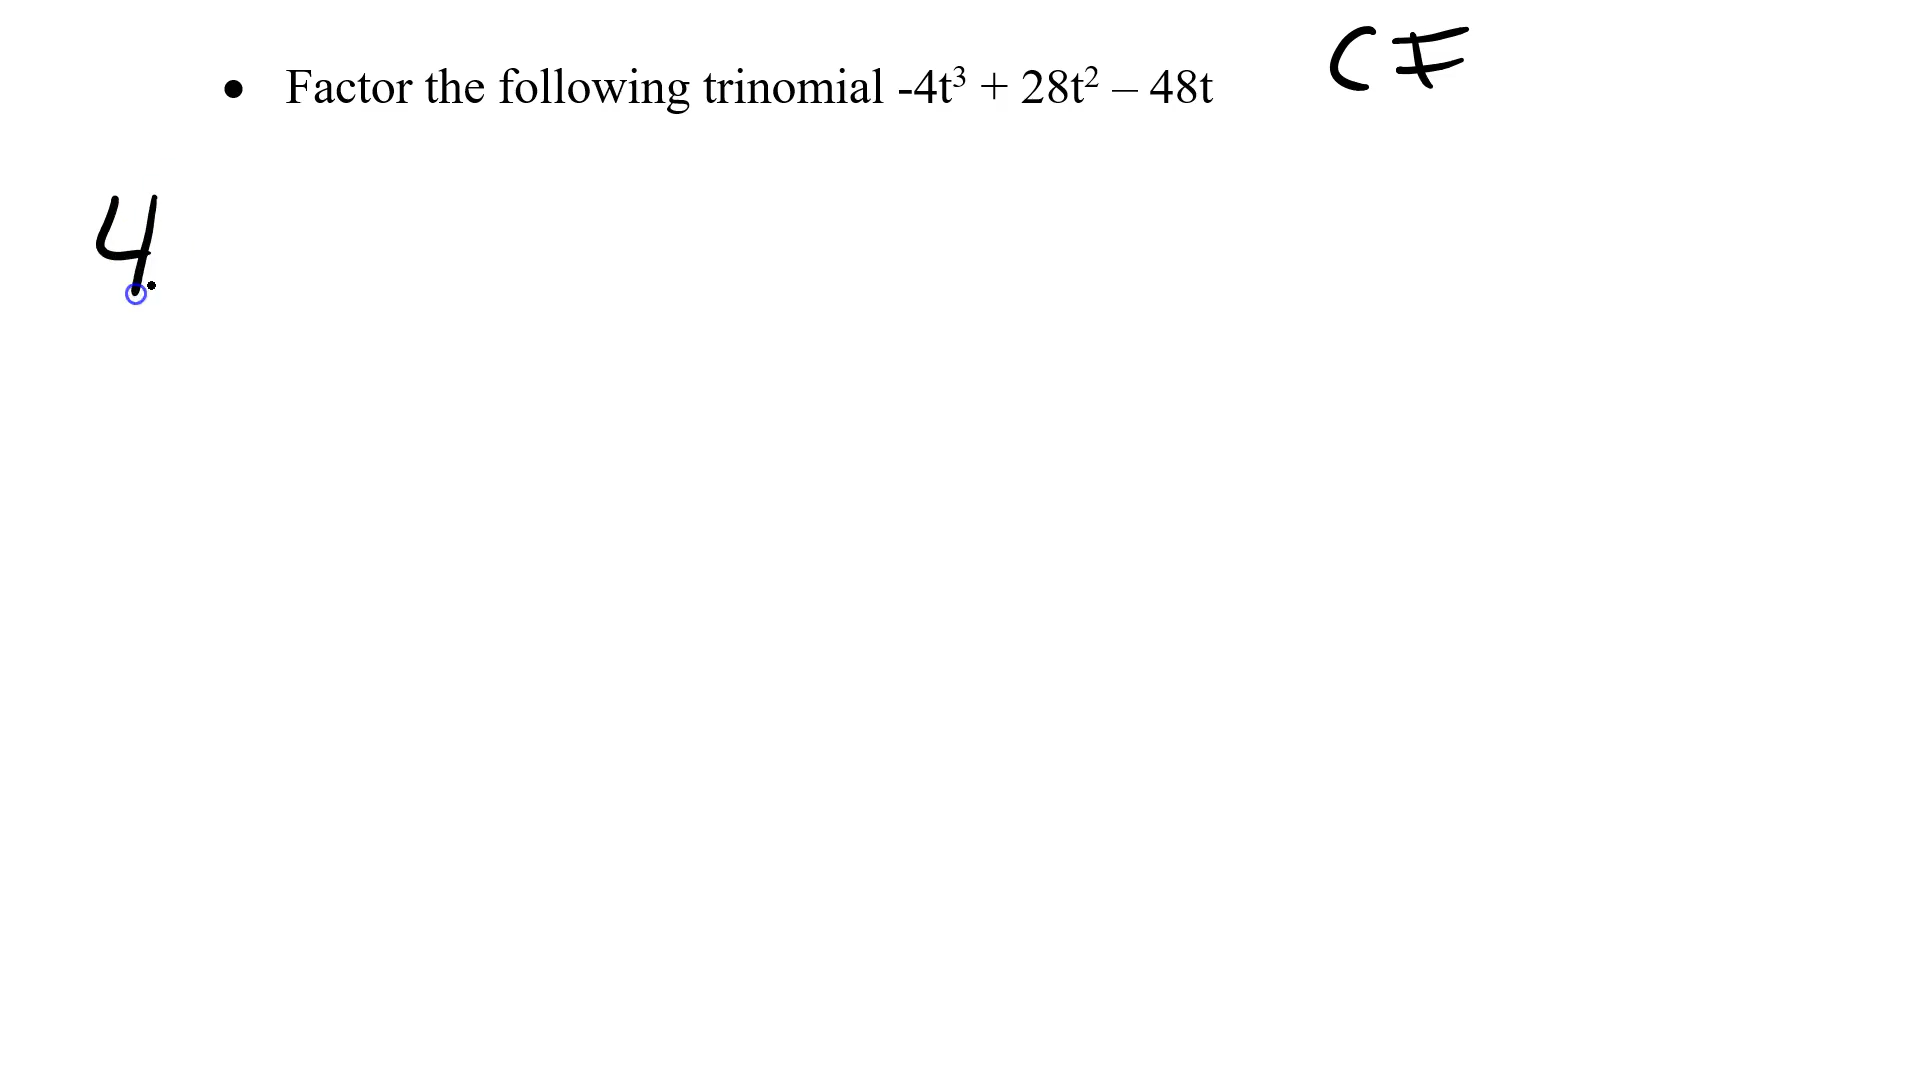 • Factor the following trinomial -4t³ + 28t² – 48t CF
4